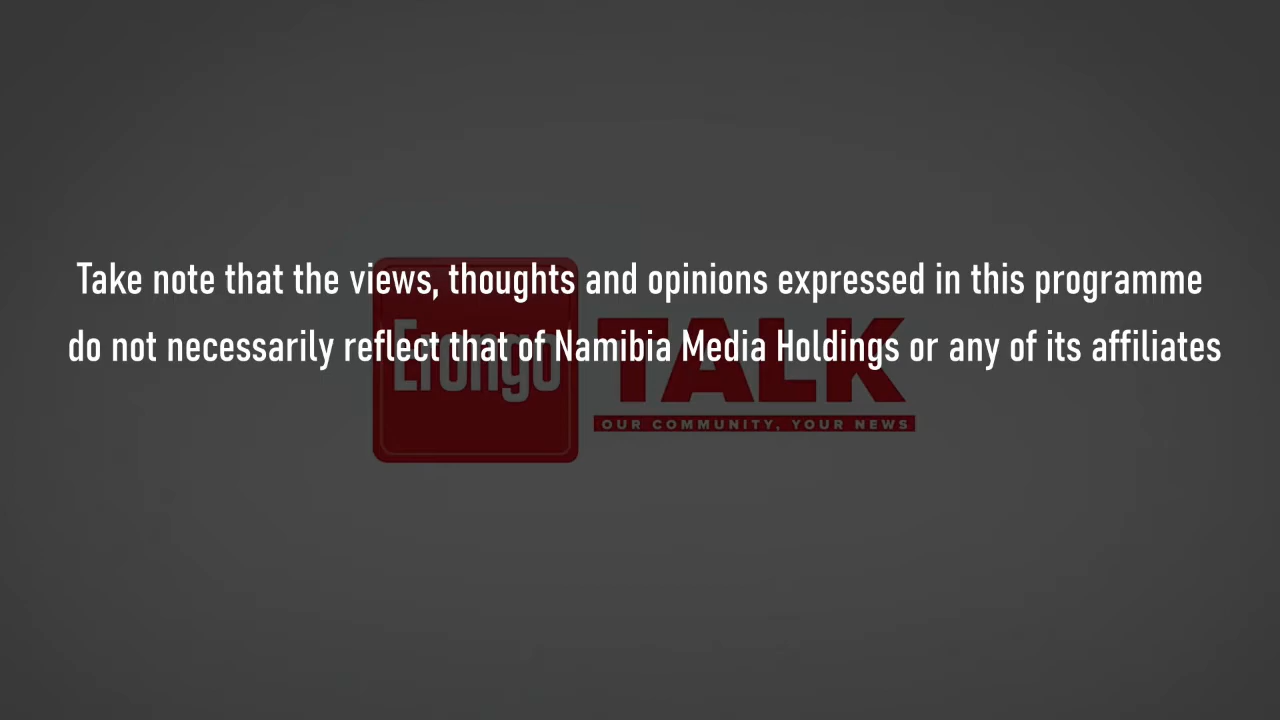 Take note that the views, thoughts and opinions expressed in this programme
do not necessarily reflect that of Namibia Media Holdings or any of its affiliates
Erongo TALK
OUR COMMUNITY, YOUR NEWS